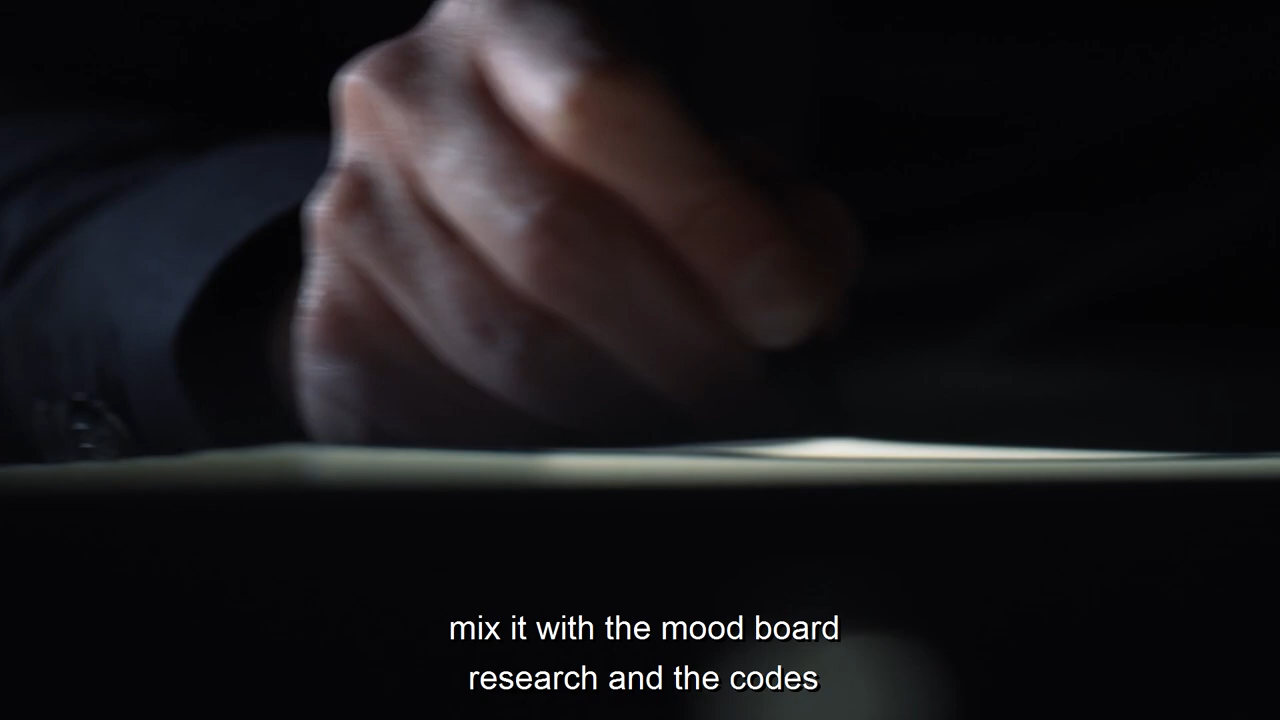 mix it with the mood board
research and the codes